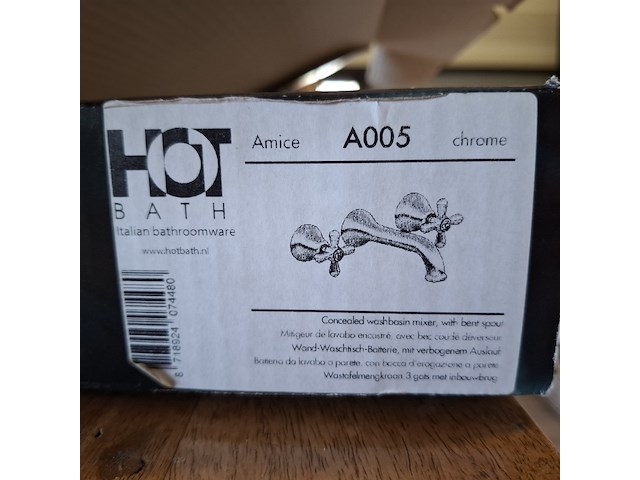 HOT
BATH
Italian bathroomware
www.hotbath.nl
Amice A005 chrome
Concealed washbasin mixer, with bent spout
Mitigeur de lavabo encastré, avec bec coudé déverseur
Wand-Waschtisch-Batterie, mit verbogenem Auslauf
Batteria da lavabo a parete, con bocca d'erogazione a parete
Wastafelmengkraan 3 gats met inbouwbrug
8 718924 074480